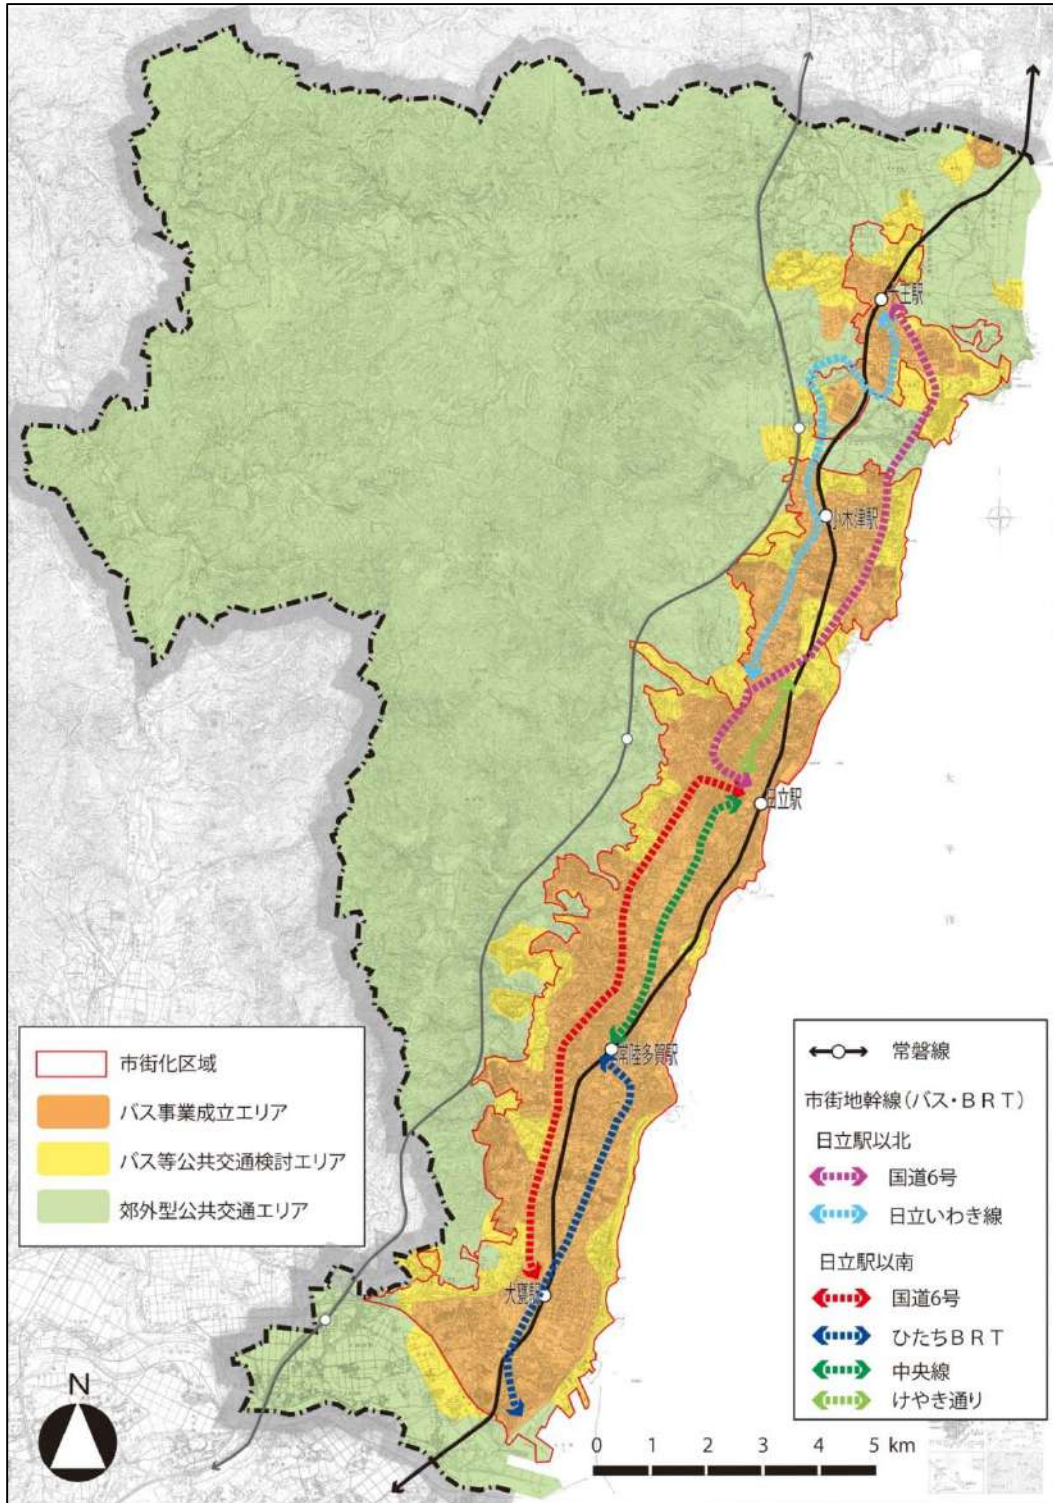 十王駅
小木津駅
日立駅
常陸多賀駅
大甕駅
太平洋
市街化区域
バス事業成立エリア
バス等公共交通検討エリア
郊外型公共交通エリア
常磐線
市街地幹線(バス・BRT)
日立駅以北
国道6号
日立いわき線
日立駅以南
国道6号
ひたちBRT
中央線
けやき通り
N
0 1 2 3 4 5 km